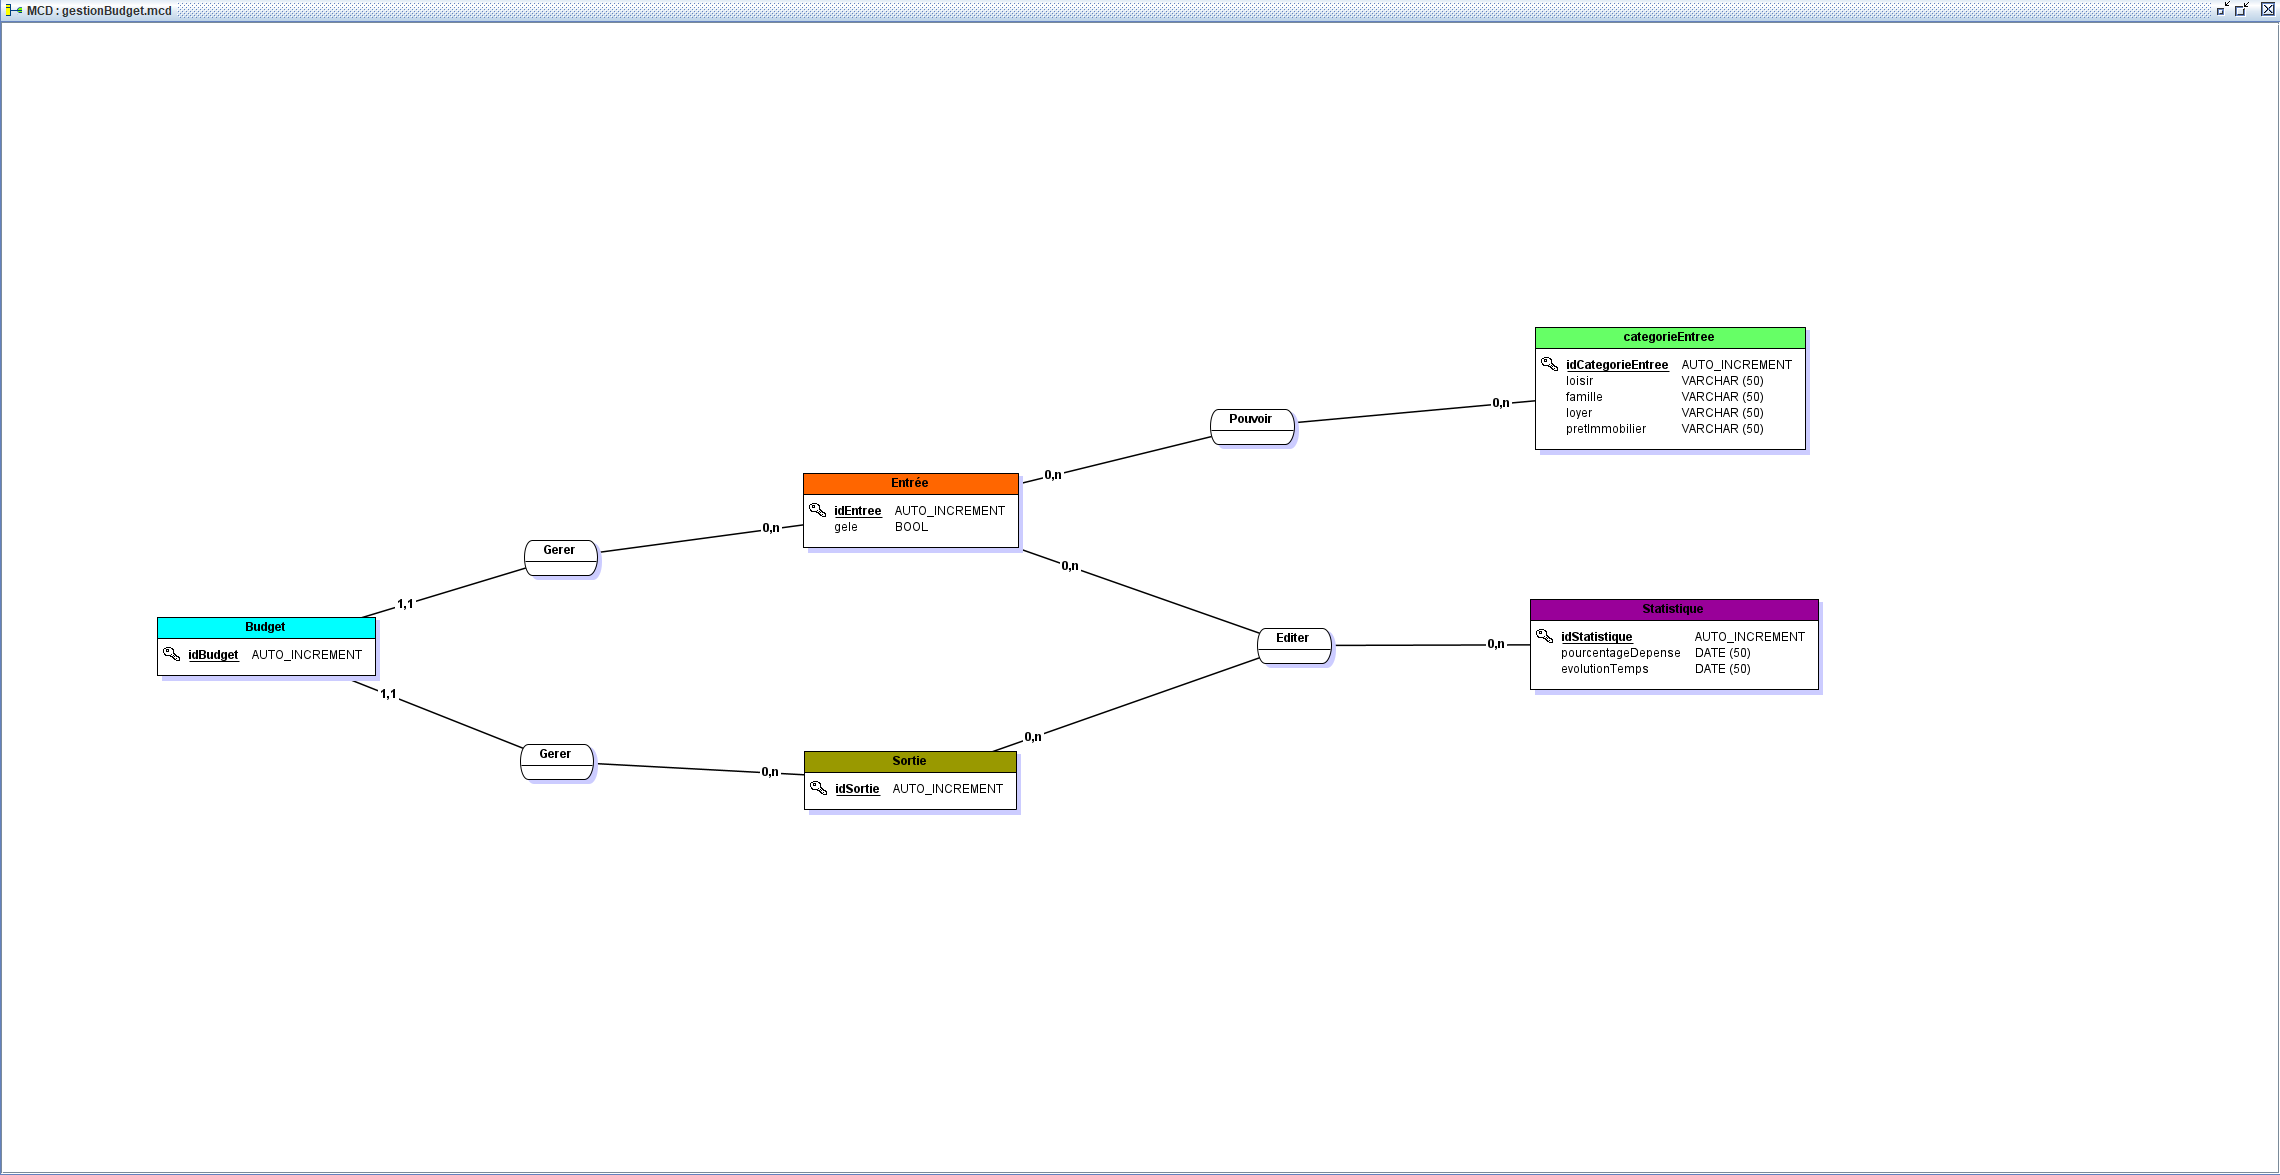 MCD : gestionBudget.mcd
categorieEntree
idCategorieEntree AUTO_INCREMENT
loisir VARCHAR (50)
famille VARCHAR (50)
loyer VARCHAR (50)
pretImmobilier VARCHAR (50)
0,n
Pouvoir
0,n
Entrée
idEntree AUTO_INCREMENT
gele BOOL
0,n
Gerer
1,1
0,n
Budget
idBudget AUTO_INCREMENT
Editer
0,n
Statistique
idStatistique AUTO_INCREMENT
pourcentageDepense DATE (50)
evolutionTemps DATE (50)
1,1
Gerer
0,n
0,n
Sortie
idSortie AUTO_INCREMENT